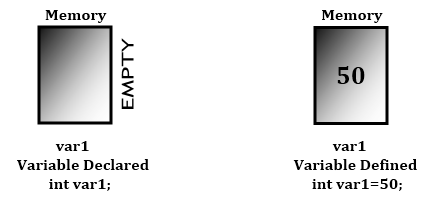 Memory
EMPTY
var1
Variable Declared
int var1;
Memory
50
var1
Variable Defined
int var1=50;